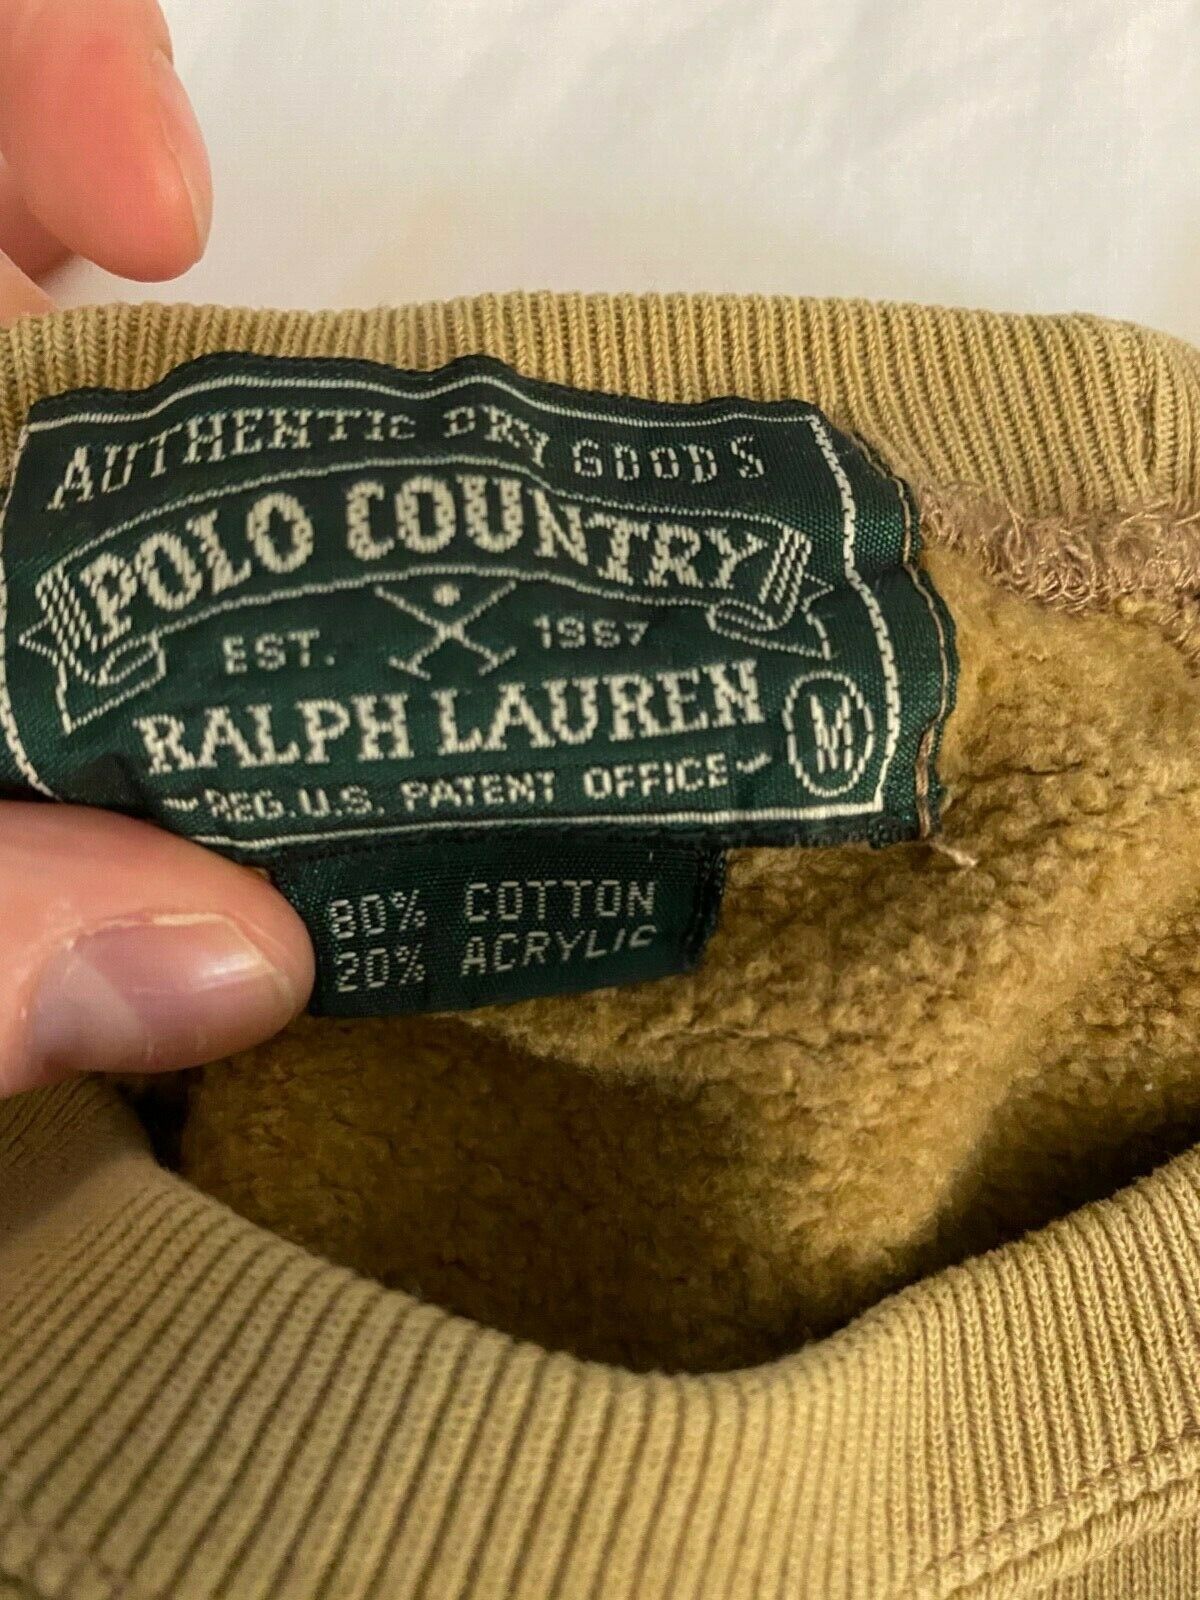 AUTHENTIC DRY GOODS
POLO COUNTRY
EST. 1967
RALPH LAUREN M
REG. U.S. PATENT OFFICE
80% COTTON
20% ACRYLIC